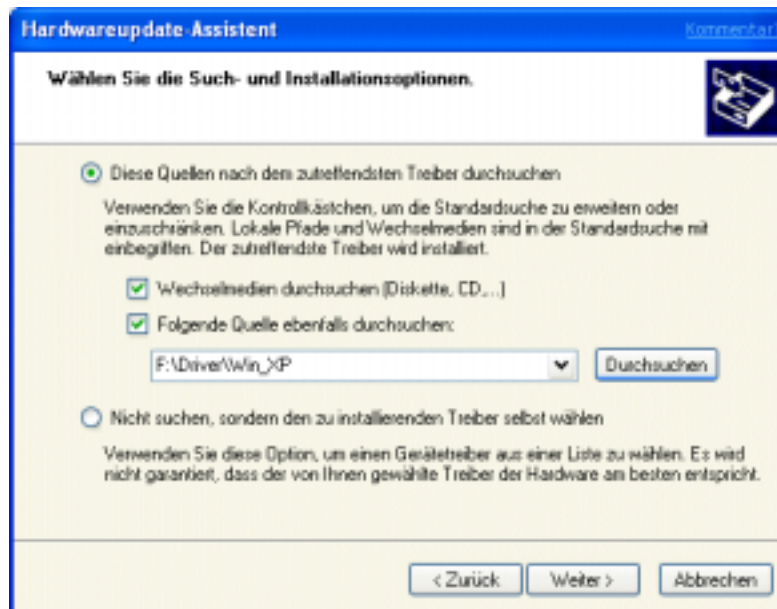 Hardwareupdate-Assistent
Kommentar
Wählen Sie die Such- und Installationsoptionen.
Diese Quellen nach dem zutreffendsten Treiber durchsuchen
Verwenden Sie die Kontrollkästchen, um die Standardsuche zu erweitern oder
einzuschränken. Lokale Pfade und Wechselmedien sind in der Standardsuche mit
einbegriffen. Der zutreffendste Treiber wird installiert.
Wechselmedien durchsuchen (Diskette, CD,...)
Folgende Quelle ebenfalls durchsuchen:
F:\Driver\Win_XP
Durchsuchen
Nicht suchen, sondern den zu installierenden Treiber selbst wählen
Verwenden Sie diese Option, um einen Gerätetreiber aus einer Liste zu wählen. Es wird
nicht garantiert, dass der von Ihnen gewählte Treiber der Hardware am besten entspricht.
< Zurück
Weiter >
Abbrechen